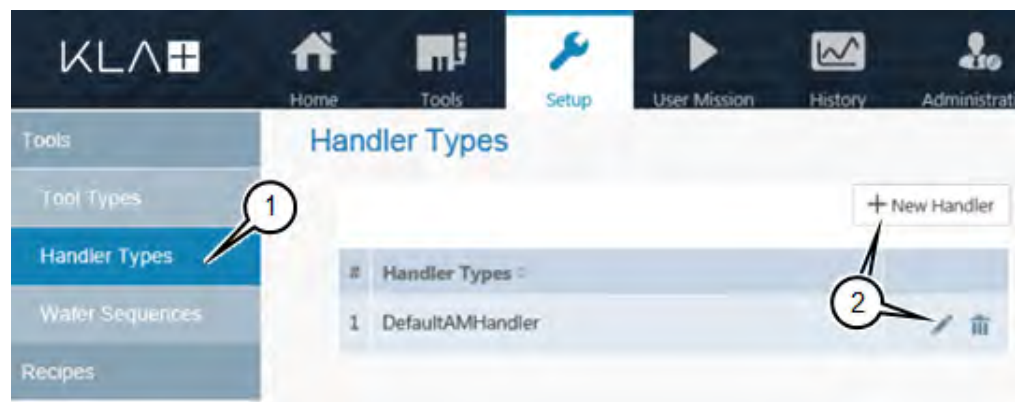 KLA+
Home Tools Setup User Mission History Administrat
Tools
Handler Types
Tool Types
1
+ New Handler
Handler Types
# Handler Types
2
Wafer Sequences
1 DefaultAMHandler
Recipes